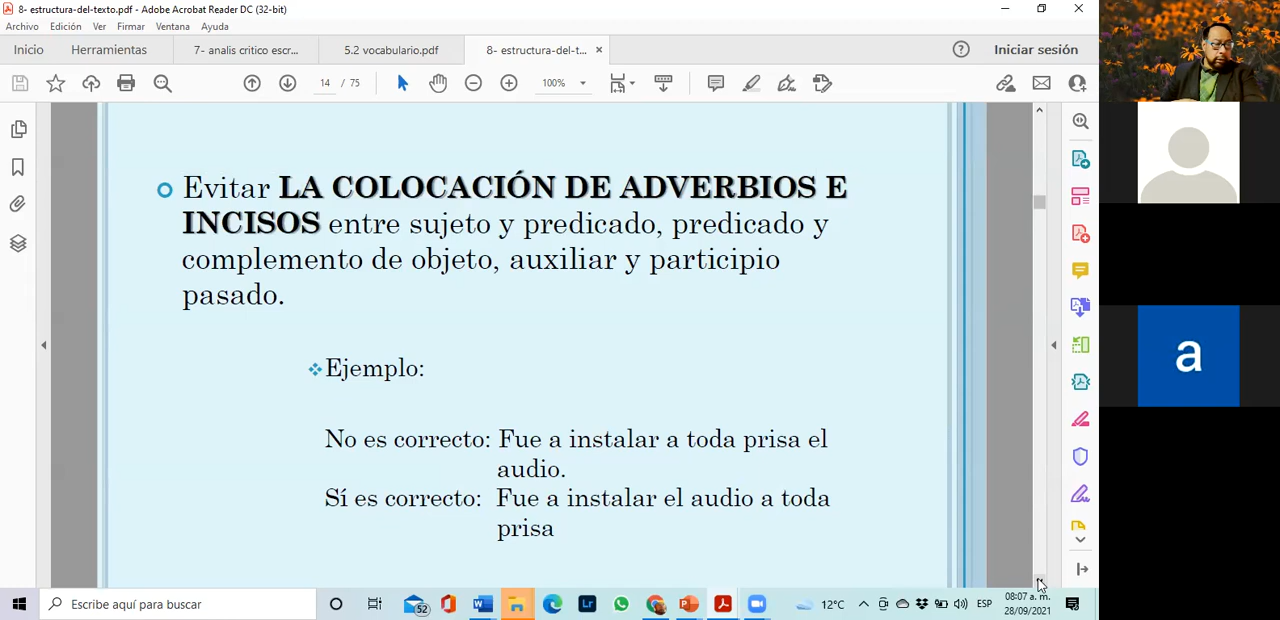 8- estructura-del-texto.pdf - Adobe Acrobat Reader DC (32-bit)
Archivo Edición Ver Firmar Ventana Ayuda
Inicio Herramientas 7- analis critico escr... 5.2 vocabulario.pdf 8- estructura-del-t... Iniciar sesión
14 / 75 100%
Evitar LA COLOCACIÓN DE ADVERBIOS E
INCISOS entre sujeto y predicado, predicado y
complemento de objeto, auxiliar y participio
pasado.
Ejemplo:
No es correcto: Fue a instalar a toda prisa el
audio.
Sí es correcto: Fue a instalar el audio a toda
prisa
a
Escribe aquí para buscar
52
12°C
ESP
08:07 a. m.
28/09/2021